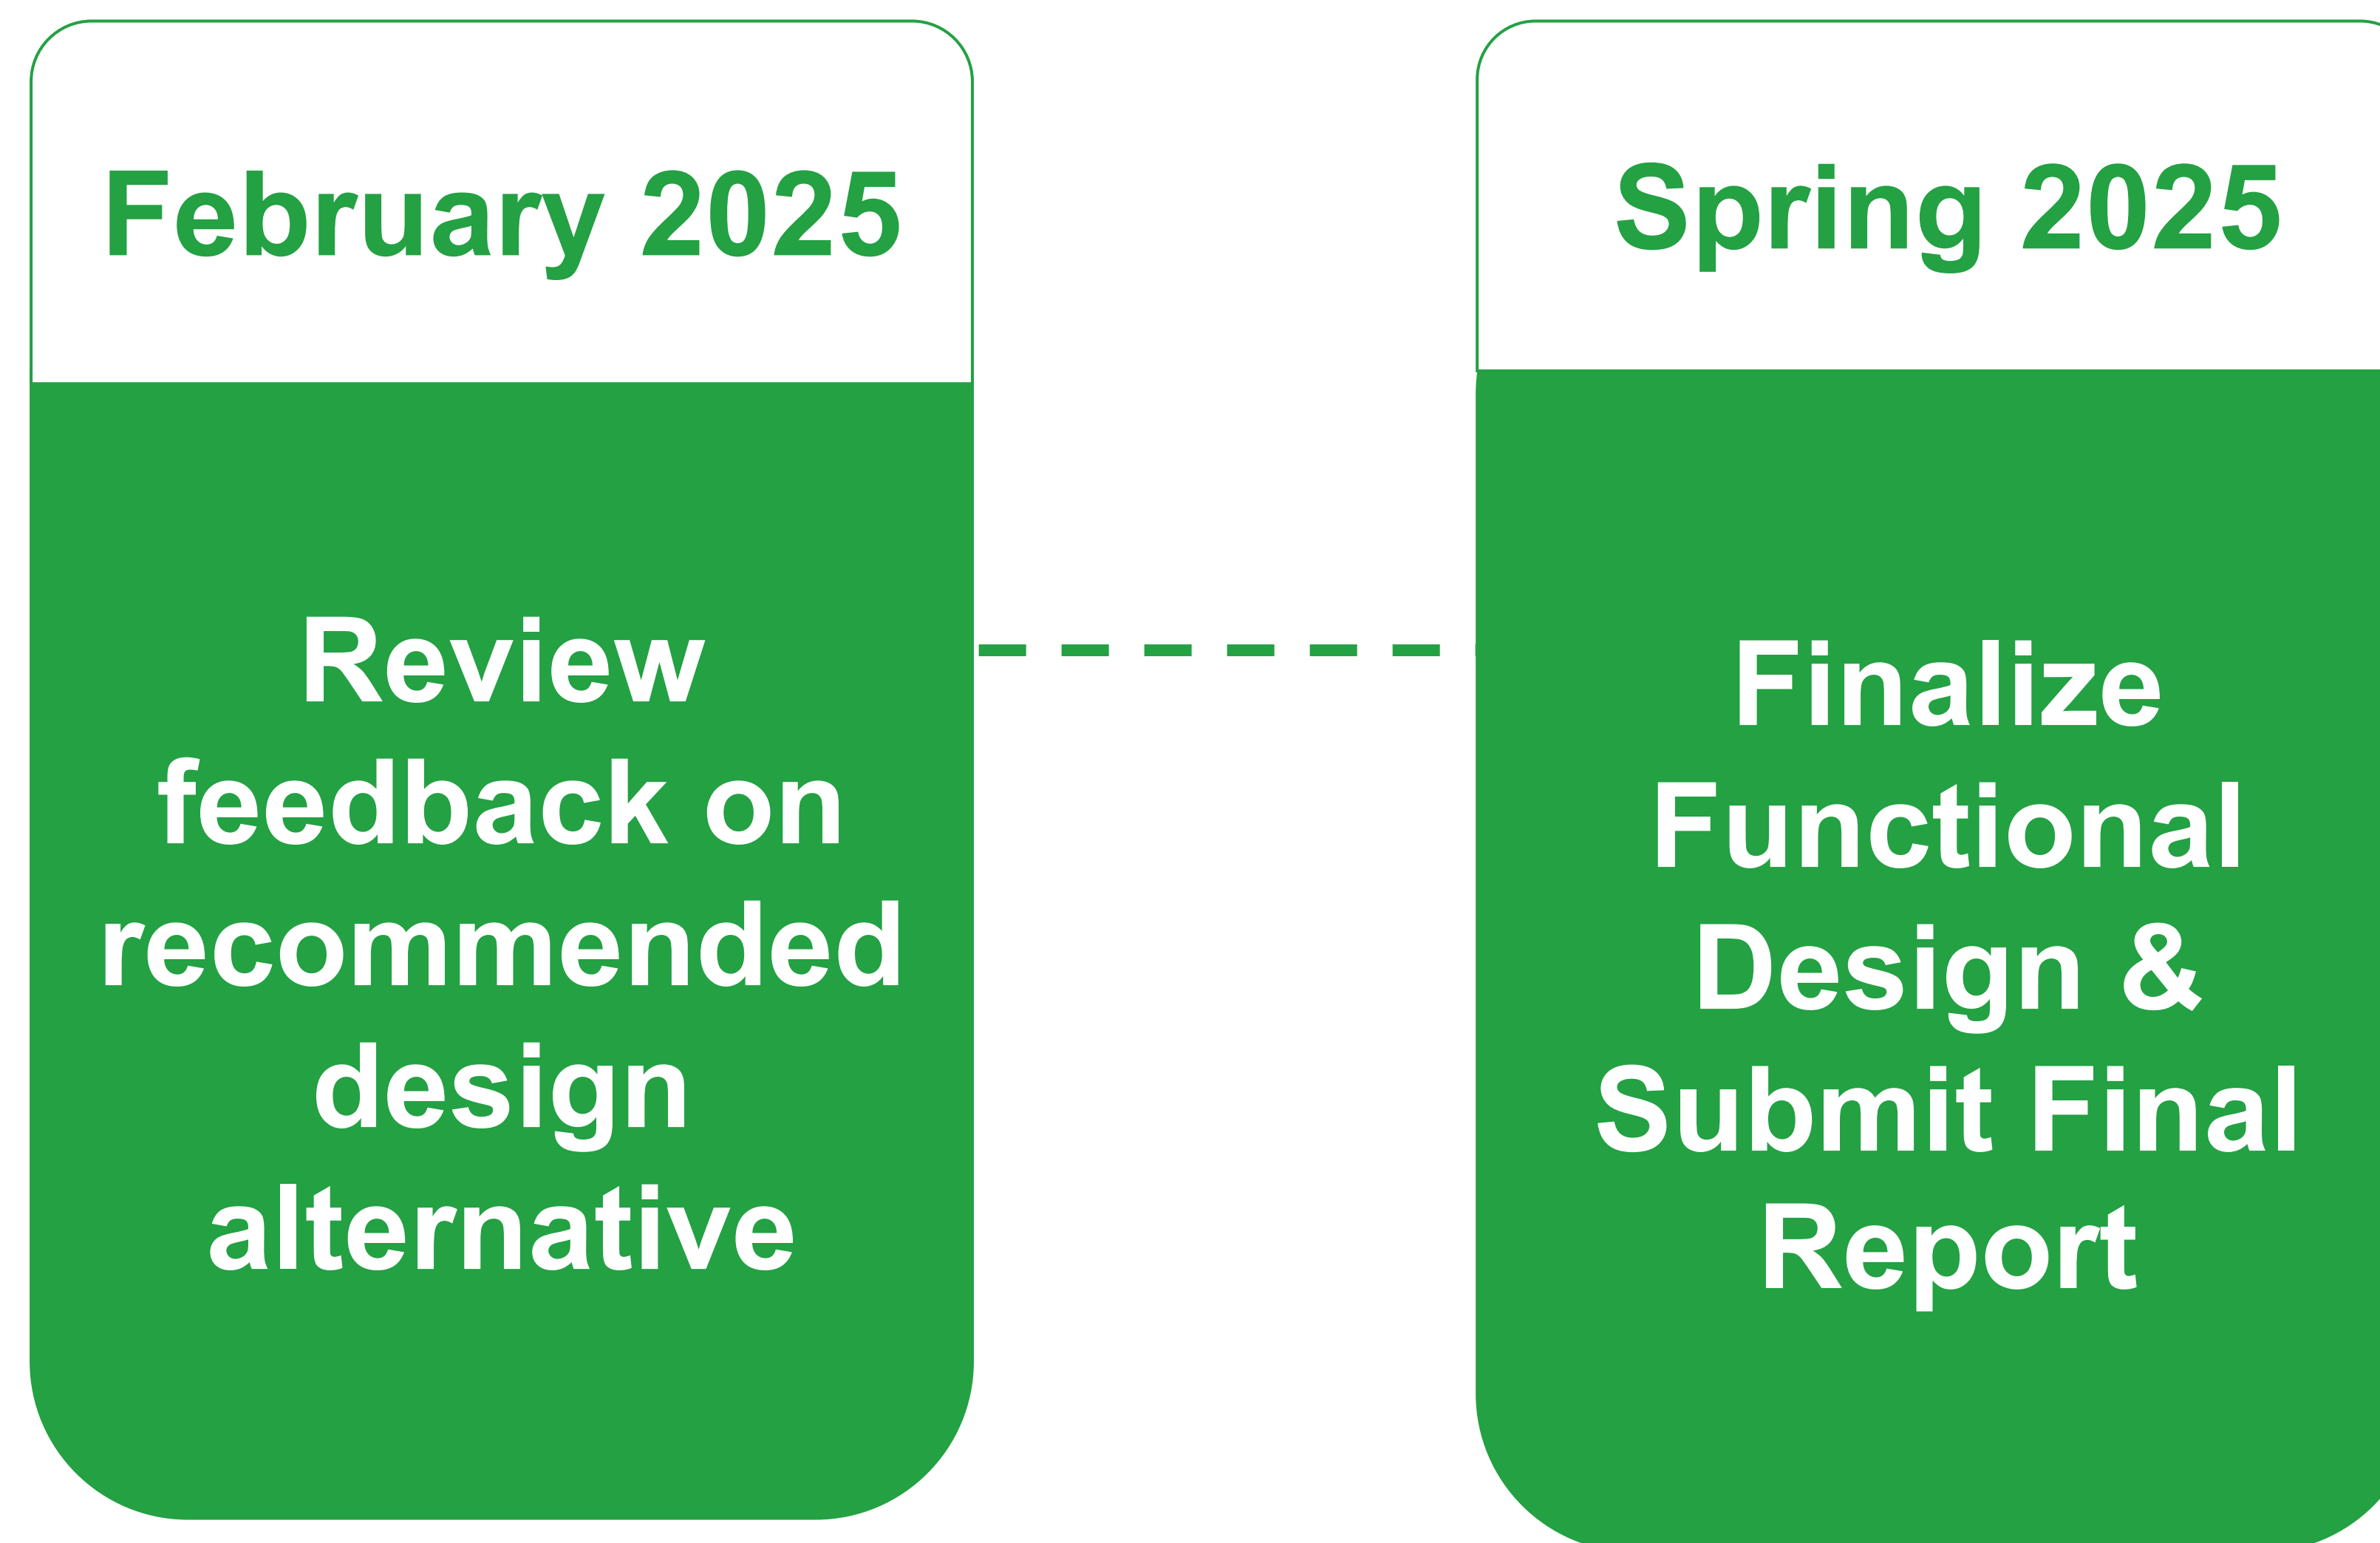 February 2025
Review
feedback on
recommended
design
alternative
Spring 2025
Finalize
Functional
Design &
Submit Final
Report